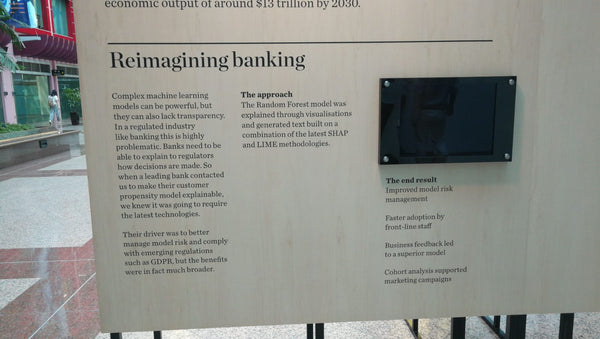 economic output of around $13 trillion by 2030.
Reimagining banking
Complex machine learning
models can be powerful, but
they can also lack transparency.
In a regulated industry
like banking this is highly
problematic. Banks need to be
able to explain to regulators
how decisions are made. So
when a leading bank contacted
us to make their customer
propensity model explainable,
we knew it was going to require
the latest technologies.
Their driver was to better
manage model risk and comply
with emerging regulations
such as GDPR, but the benefits
were in fact much broader.
The approach
The Random Forest model was
explained through visualisations
and generated text built on a
combination of the latest SHAP
and LIME methodologies.
The end result
Improved model risk
management
Faster adoption by
front-line staff
Business feedback led
to a superior model
Cohort analysis supported
marketing campaigns